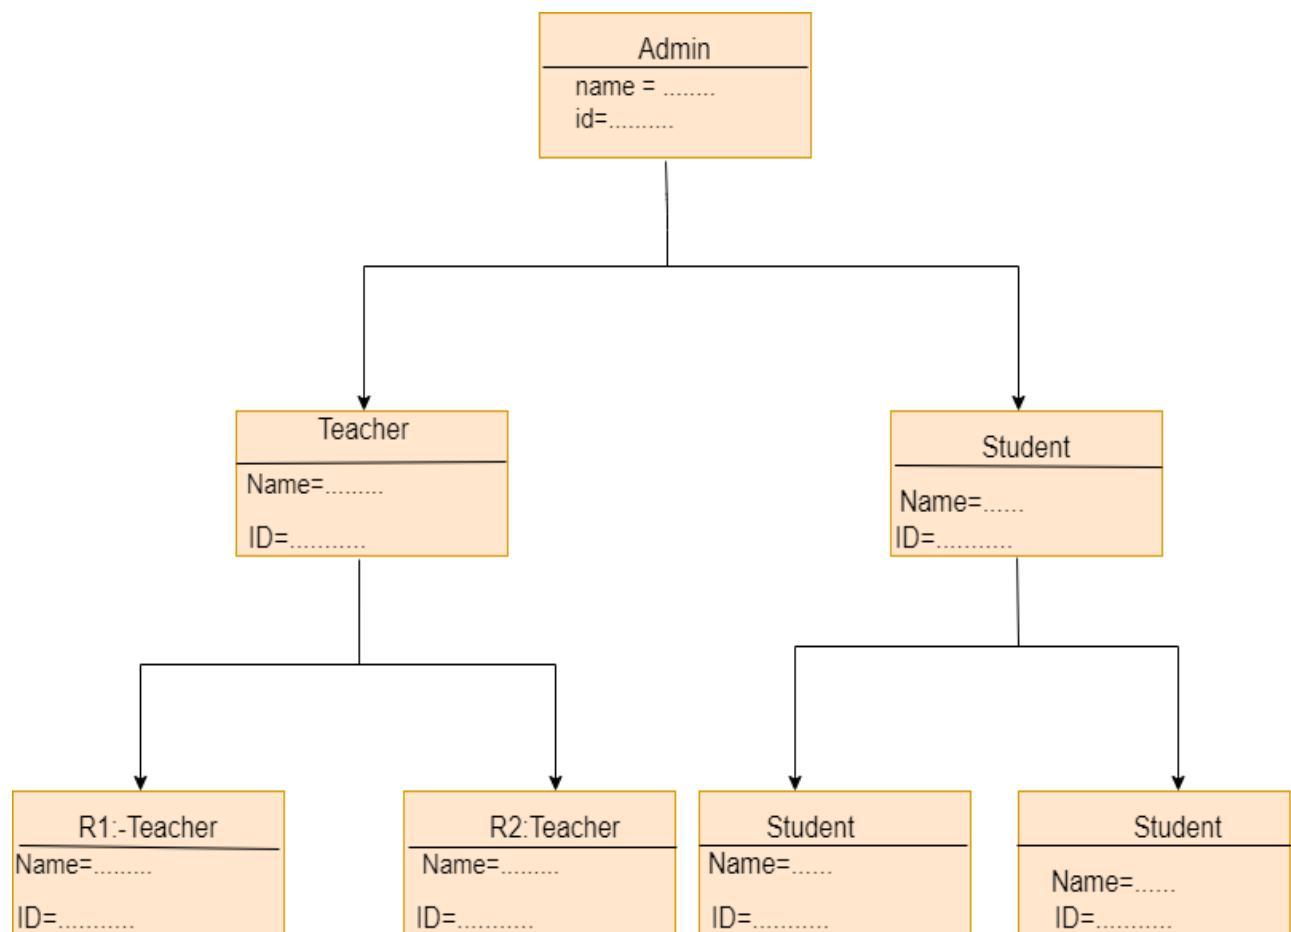 Admin
name = ........
id=..........
Teacher
Name=.........
ID=...........
Student
Name=......
ID=...........
R1:-Teacher
Name=.........
ID=...........
R2:Teacher
Name=.........
ID=...........
Student
Name=......
ID=...........
Student
Name=......
ID=...........